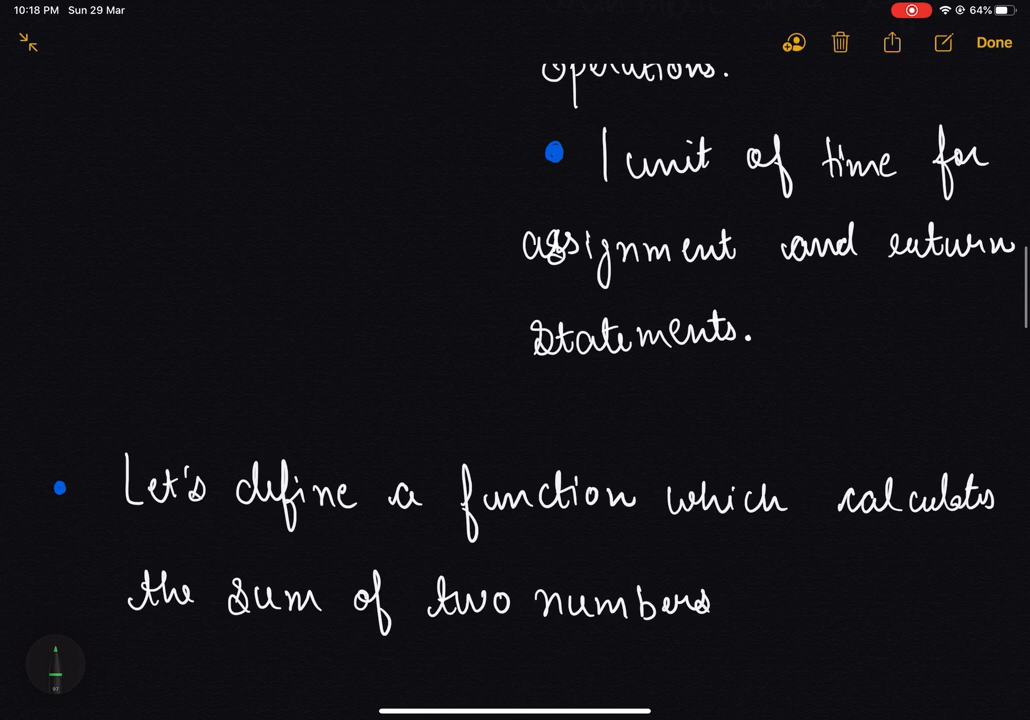 10:18 PM Sun 29 Mar
64%
Done
operations.
1 unit of time for
assignment and return
statements.
Let's define a function which calculates
the sum of two numbers